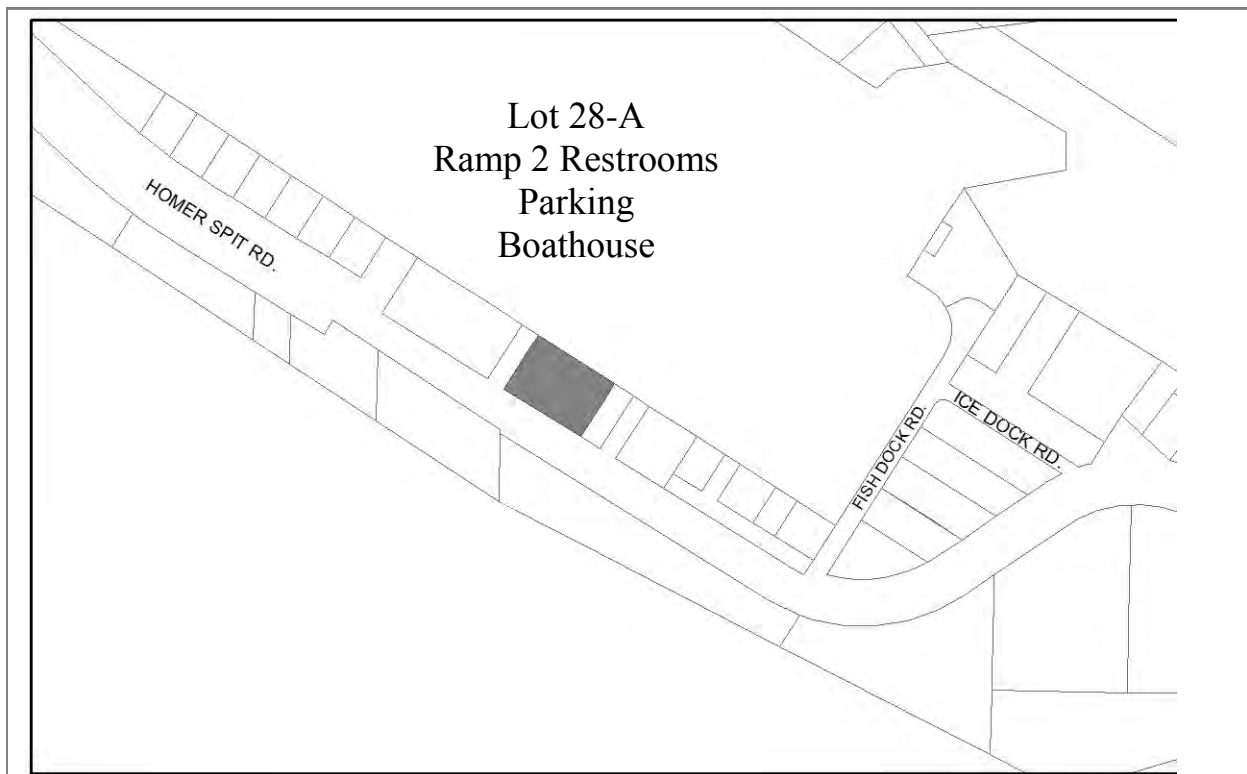 Lot 28-A
Ramp 2 Restrooms
Parking
Boathouse
HOMER SPIT RD.
FISH DOCK RD.
ICE DOCK RD.